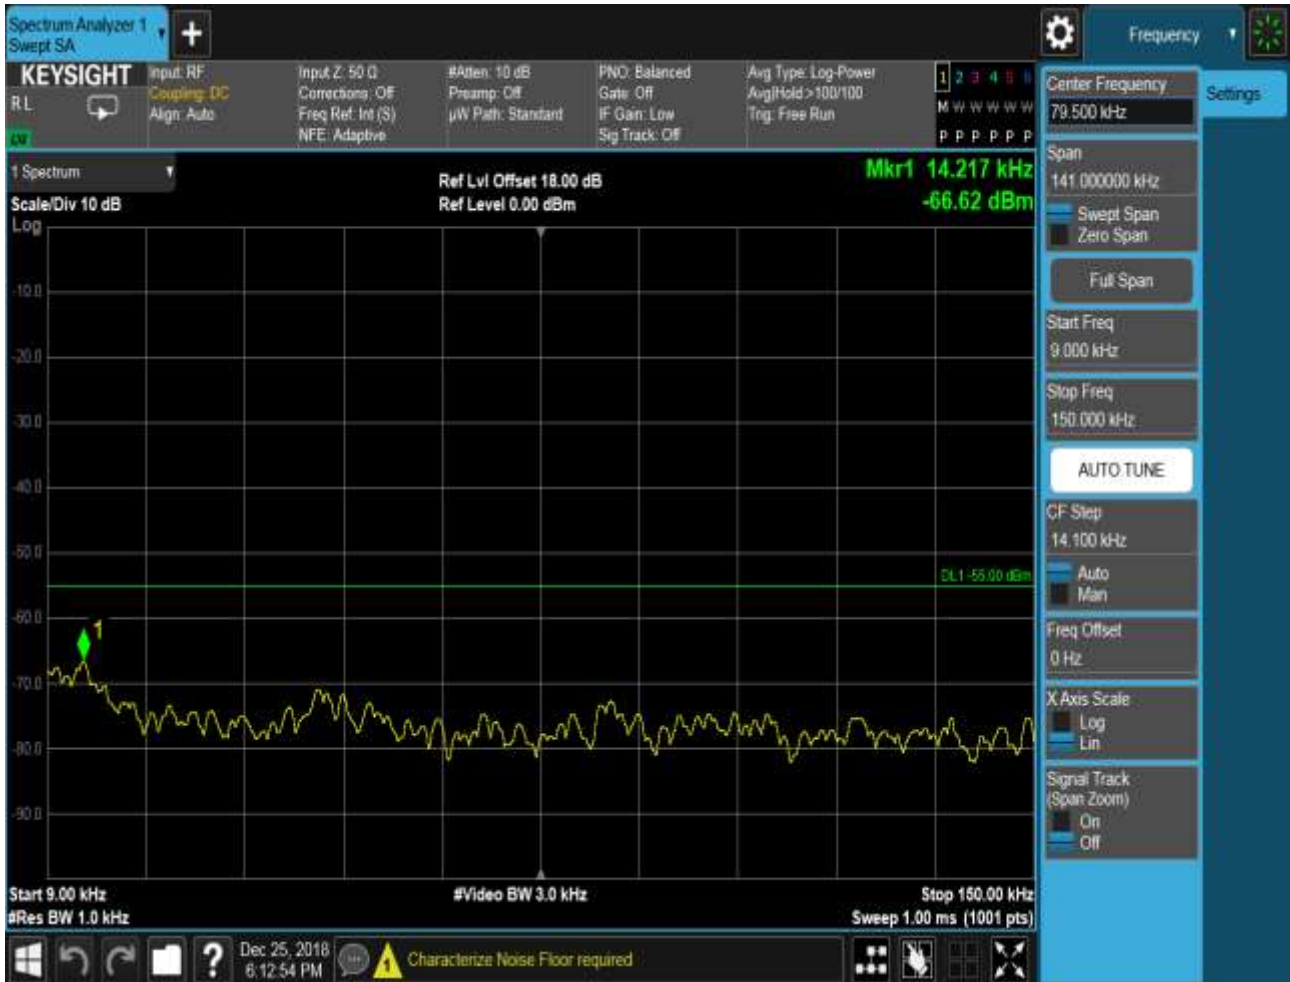 Spectrum Analyzer 1
Swept SA
+
Frequency
KEYSIGHT
RL
Input: RF
Coupling: DC
Align: Auto
Input Z: 50 Ω
Corrections: Off
Freq Ref: Int (S)
NFE: Adaptive
#Atten: 10 dB
Preamp: Off
µW Path: Standard
PNO: Balanced
Gate: Off
IF Gain: Low
Sig Track: Off
Avg Type: Log-Power
Avg|Hold:>100/100
Trig: Free Run
1 2 3 4 5 6
M W W W W W
P P P P P P
Center Frequency
79.500 kHz
Settings
Span
141.000000 kHz
Swept Span
Zero Span
Full Span
Start Freq
9.000 kHz
Stop Freq
150.000 kHz
AUTO TUNE
CF Step
14.100 kHz
Auto
Man
Freq Offset
0 Hz
X Axis Scale
Log
Lin
Signal Track
(Span Zoom)
On
Off
1 Spectrum
Scale/Div 10 dB
Log
Ref Lvl Offset 18.00 dB
Ref Level 0.00 dBm
Mkr1 14.217 kHz
-66.62 dBm
-10.0
-20.0
-30.0
-40.0
-50.0
DL1 -55.00 dBm
-60.0
1
-70.0
-80.0
-90.0
Start 9.00 kHz
#Video BW 3.0 kHz
Stop 150.00 kHz
#Res BW 1.0 kHz
Sweep 1.00 ms (1001 pts)
?
Dec 25, 2018
6:12:54 PM
1
Characterize Noise Floor required